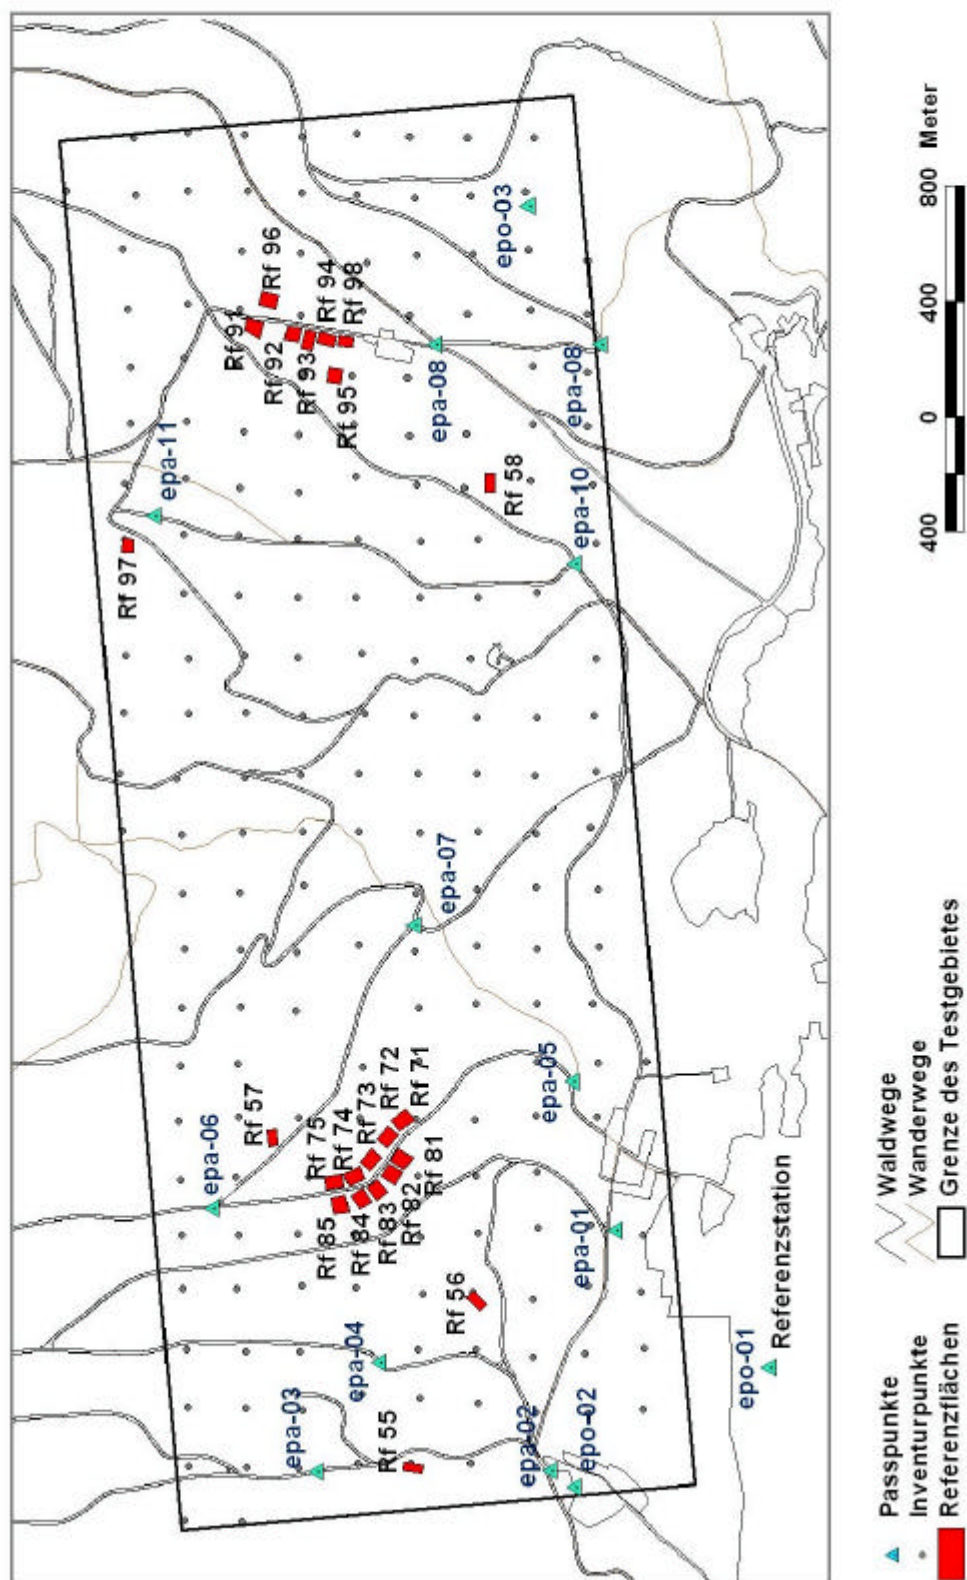 epa-03
epa-04
Rf 55
epa-02
epo-02
epo-01
Referenzstation
epa-06
Rf 57
Rf 85
Rf 84
Rf 83
Rf 82
Rf 81
Rf 75
Rf 74
Rf 73
Rf 72
Rf 71
Rf 56
epa-01
epa-05
epa-07
Rf 97
epa-11
epa-10
Rf 58
Rf 91
Rf 92
Rf 93
Rf 95
Rf 96
Rf 94
Rf 98
epa-08
epa-08
epo-03
Passpunkte
Inventurpunkte
Referenzflächen
Waldwege
Wanderwege
Grenze des Testgebietes
400 0 400 800 Meter